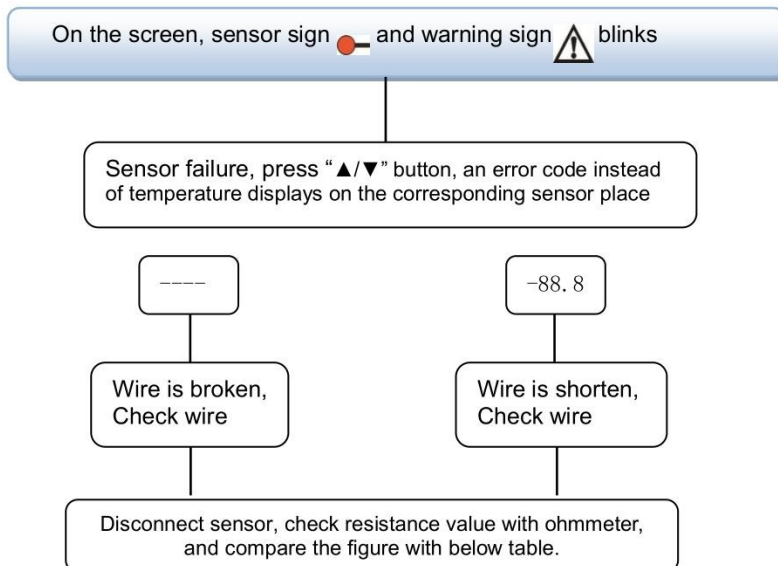 On the screen, sensor sign and warning sign blinks
Sensor failure, press “▲/▼” button, an error code instead
of temperature displays on the corresponding sensor place
----
-88.8
Wire is broken,
Check wire
Wire is shorten,
Check wire
Disconnect sensor, check resistance value with ohmmeter,
and compare the figure with below table.